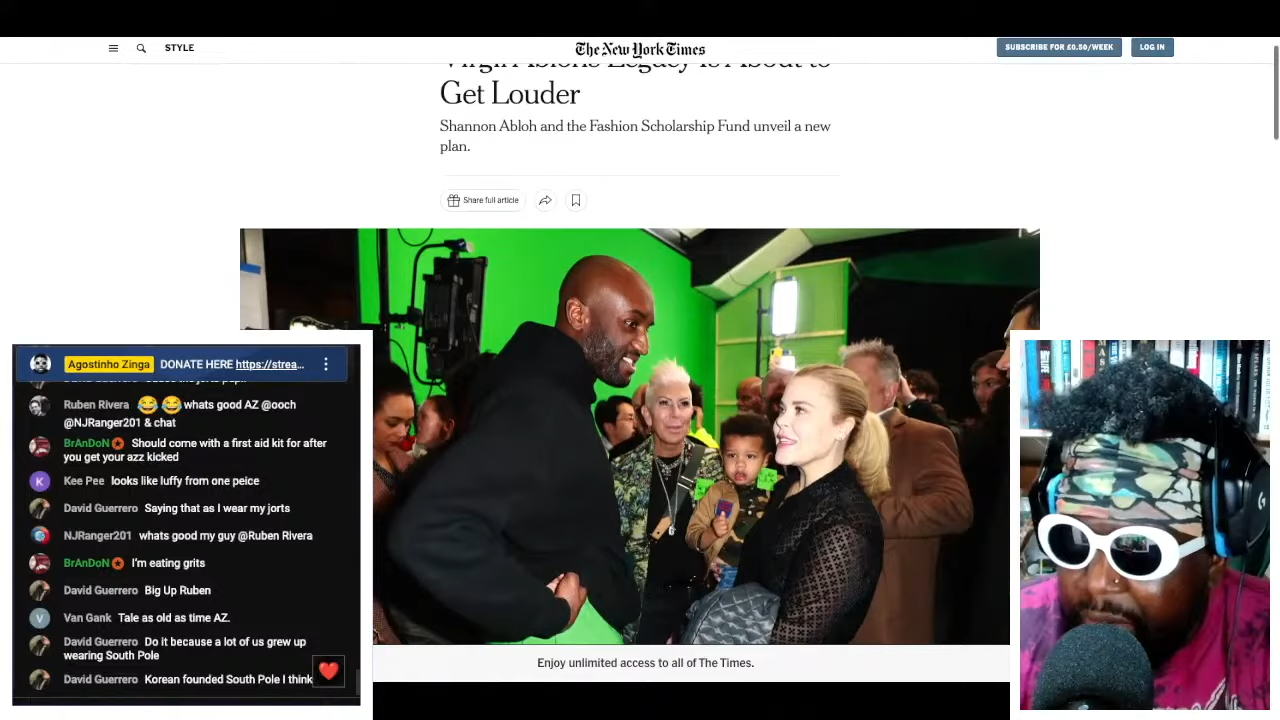 STYLE
The New York Times
SUBSCRIBE FOR £0.50/WEEK
LOG IN
Virgil Abloh's Legacy Is About to
Get Louder
Shannon Abloh and the Fashion Scholarship Fund unveil a new
plan.
Share full article
Agostinho Zinga DONATE HERE https://strea...
Ruben Rivera 😂 😂 whats good AZ @ooch
@NJRanger201 & chat
BrAnDoN Should come with a first aid kit for after
you get your azz kicked
K
Kee Pee looks like luffy from one peice
David Guerrero Saying that as I wear my jorts
NJRanger201 whats good my guy @Ruben Rivera
BrAnDoN I'm eating grits
David Guerrero Big Up Ruben
V
Van Gank Tale as old as time AZ.
David Guerrero Do it because a lot of us grew up
wearing South Pole
David Guerrero Korean founded South Pole I think
Enjoy unlimited access to all of The Times.